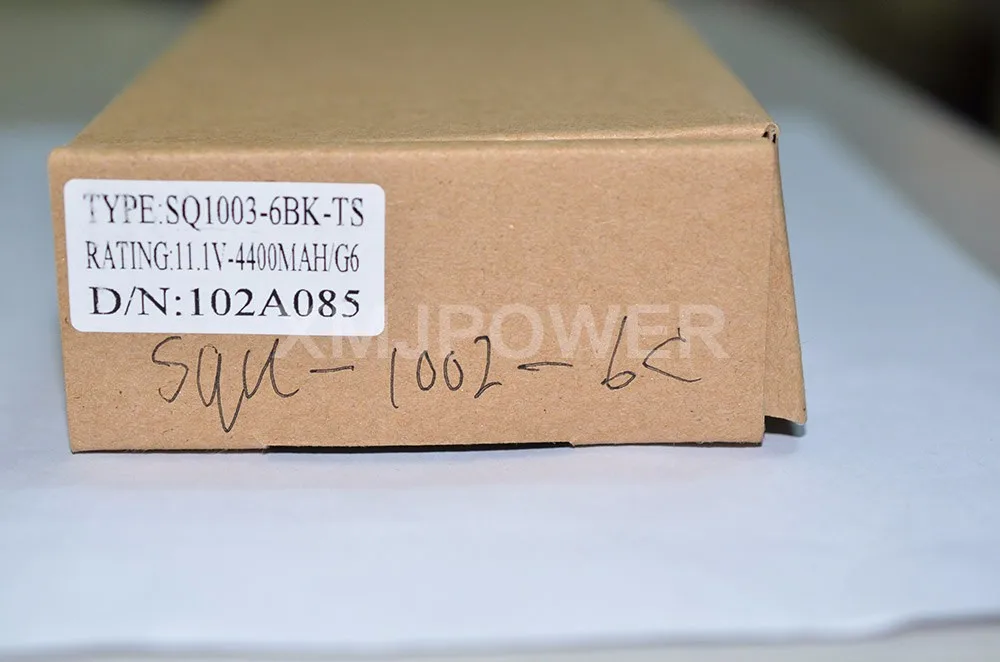 TYPE:SQ1003-6BK-TS
RATING:11.1V-4400MAH/G6
D/N:102A085
XMJPOWER
squ-1002-6c